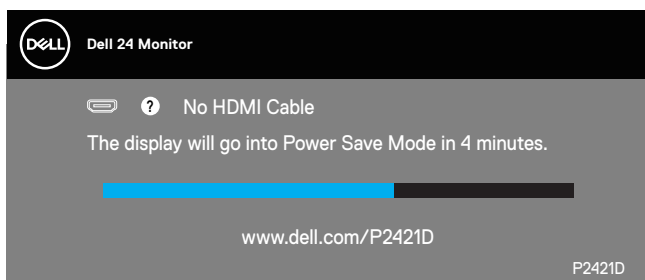 DELL
Dell 24 Monitor
? No HDMI Cable
The display will go into Power Save Mode in 4 minutes.
www.dell.com/P2421D
P2421D